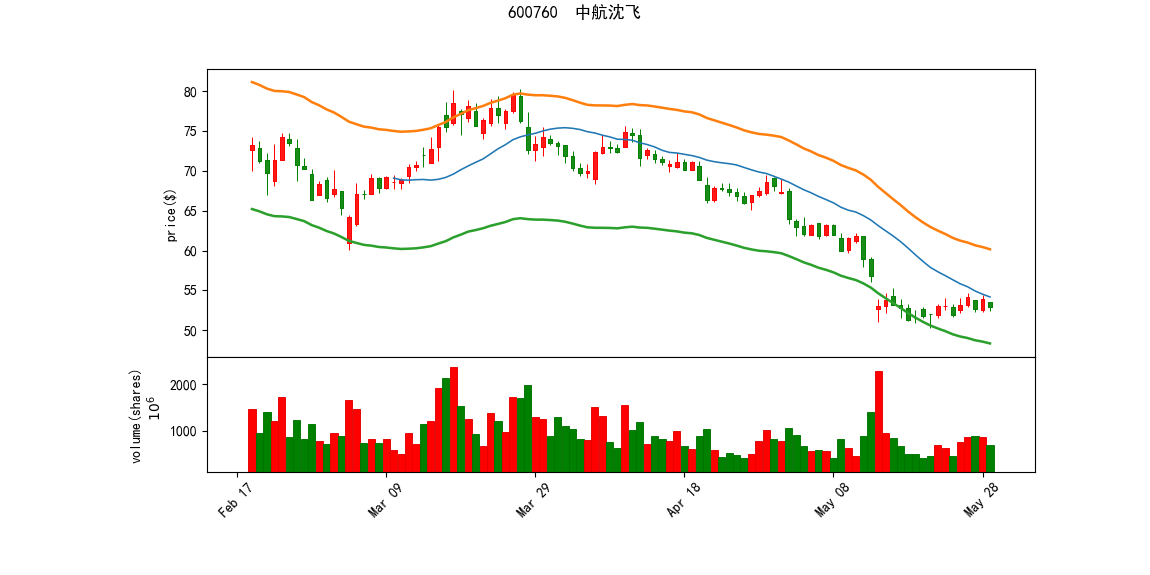 600760 中航沈飞
price($)
80
75
70
65
60
55
50
volume(shares)
10^6
2000
1000
Feb 17
Mar 09
Mar 29
Apr 18
May 08
May 28